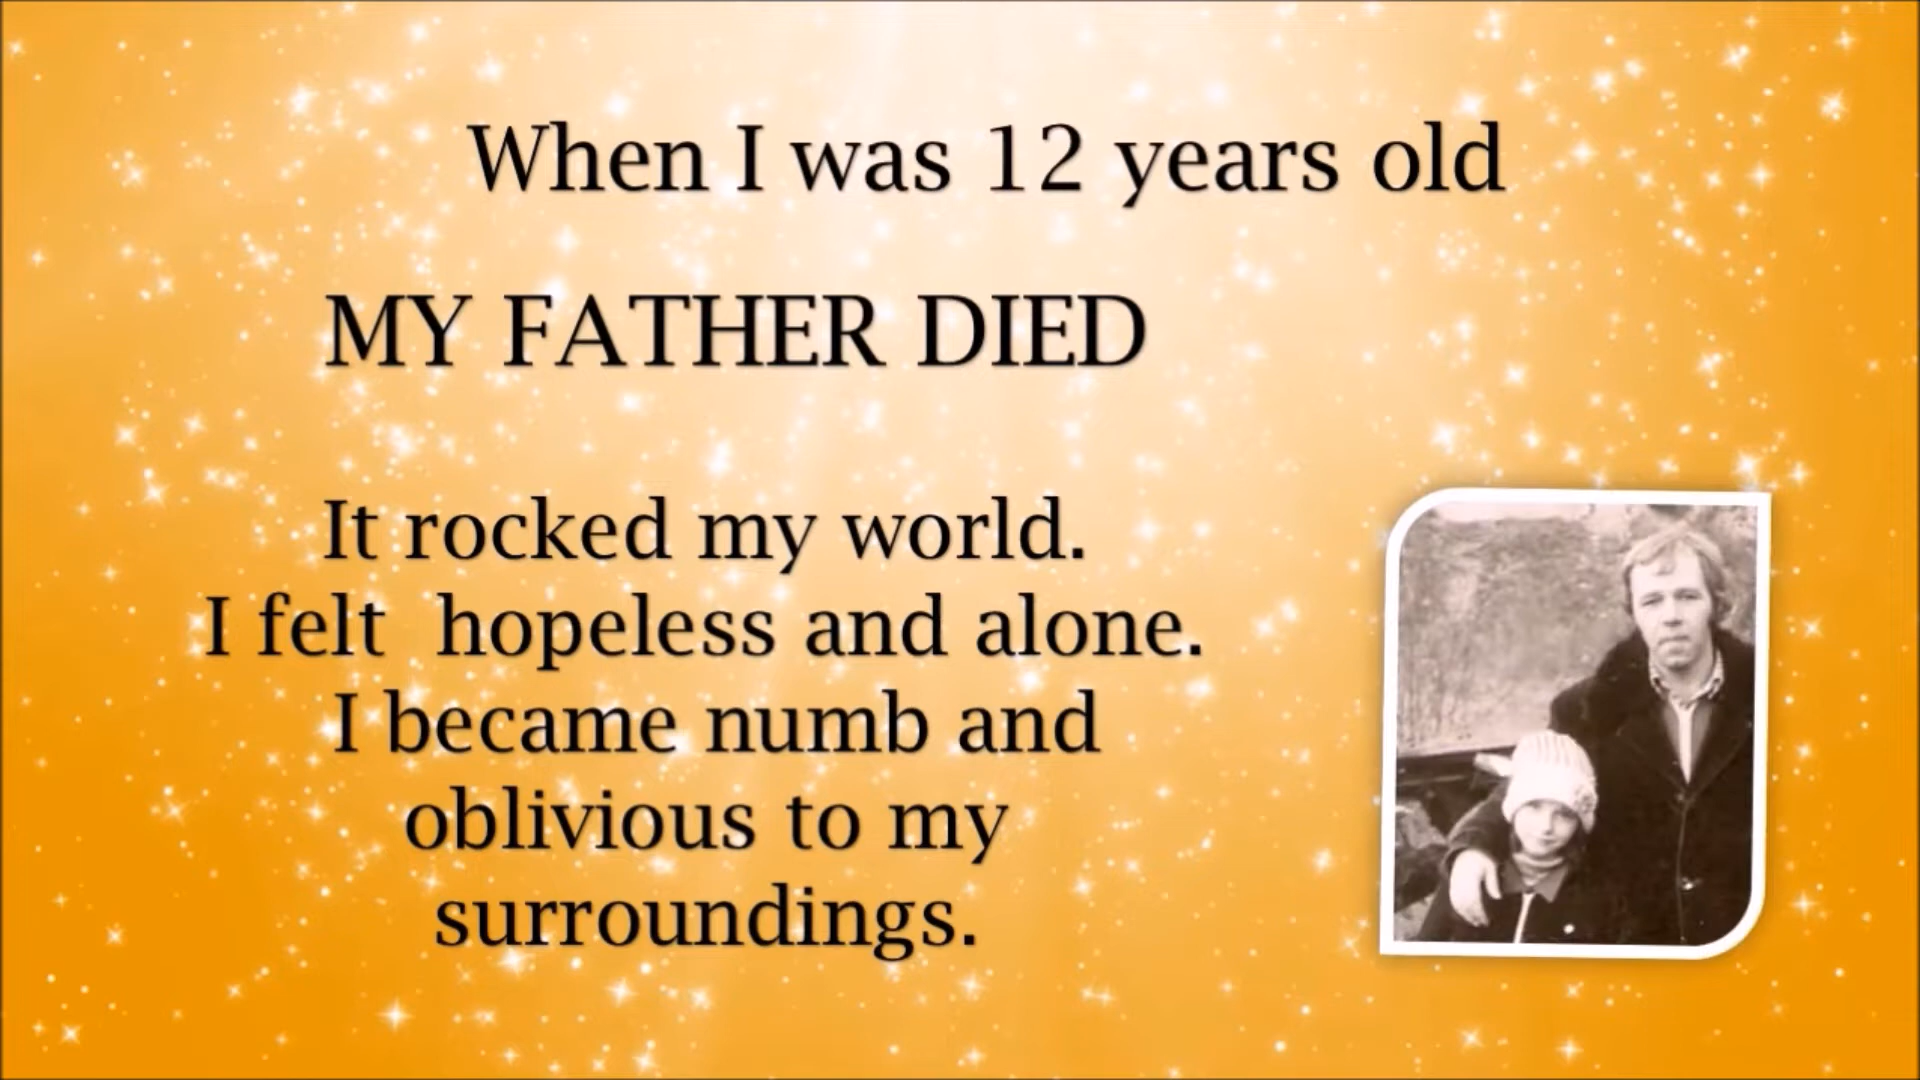 When I was 12 years old
MY FATHER DIED
It rocked my world.
I felt  hopeless and alone.
I became numb and
oblivious to my
surroundings.